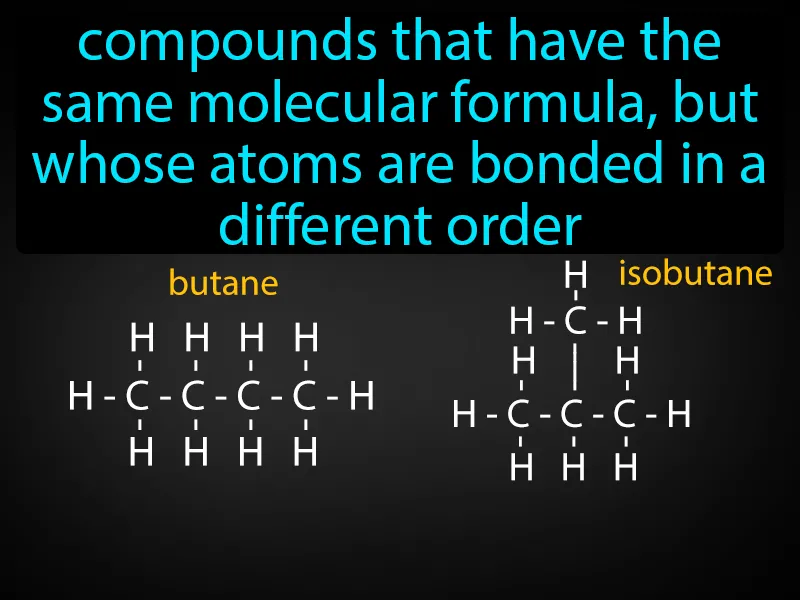 compounds that have the
same molecular formula, but
whose atoms are bonded in a
different order
butane
H H H H
H - C - C - C - C - H
H H H H
isobutane
H
H - C - H
H H
H - C - C - C - H
H H H